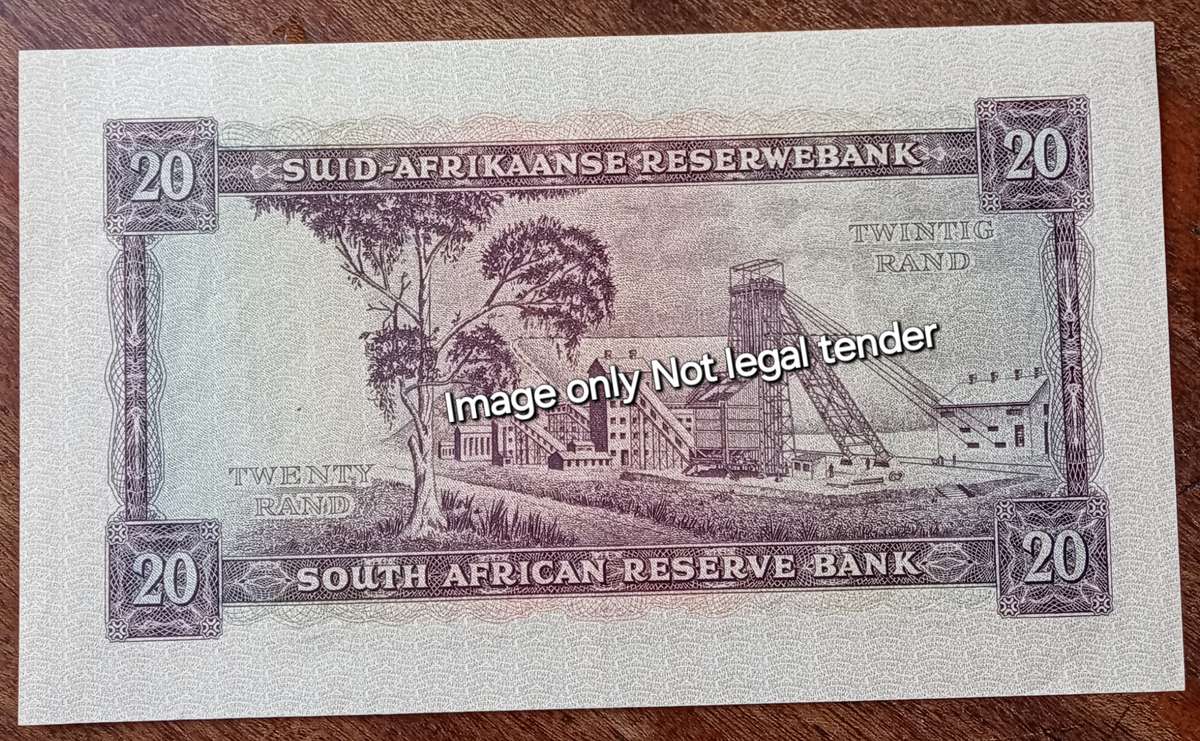 20 SUID-AFRIKAANSE RESERWEBANK 20
TWINTIG
RAND
Image only Not legal tender
TWENTY
RAND
20 SOUTH AFRICAN RESERVE BANK 20